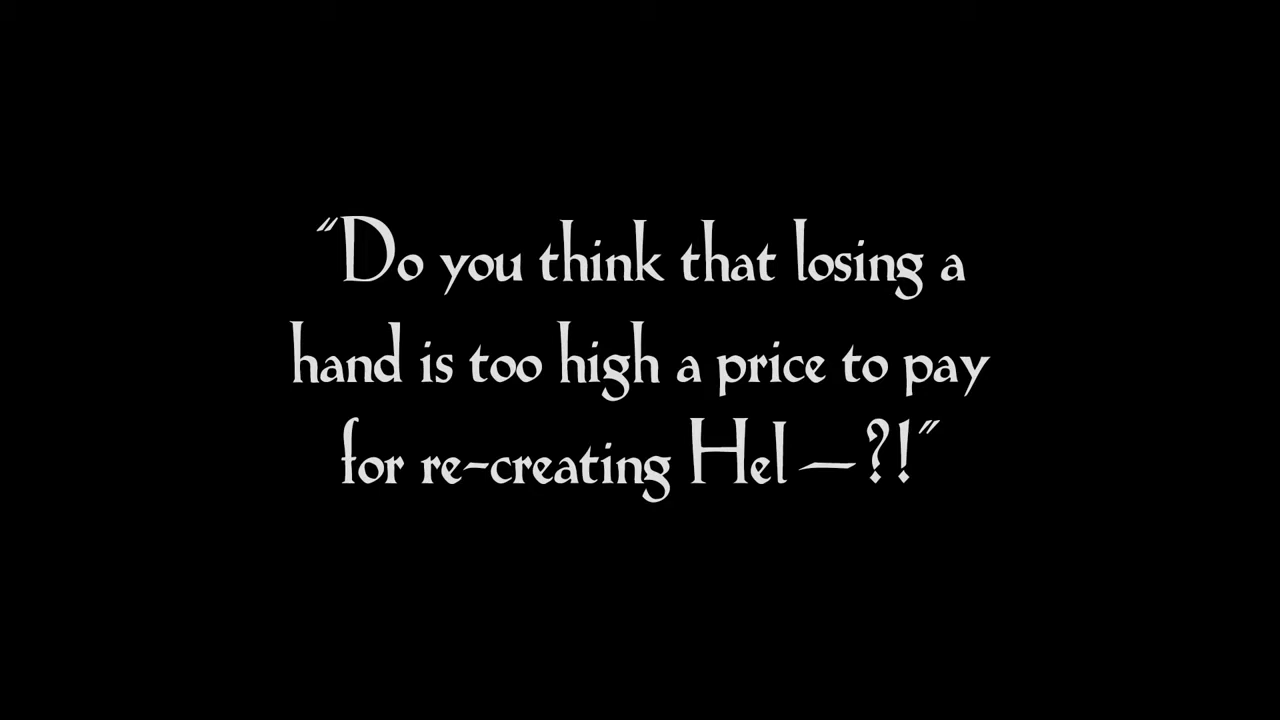 "Do you think that losing a
hand is too high a price to pay
for re-creating Hel —?!"